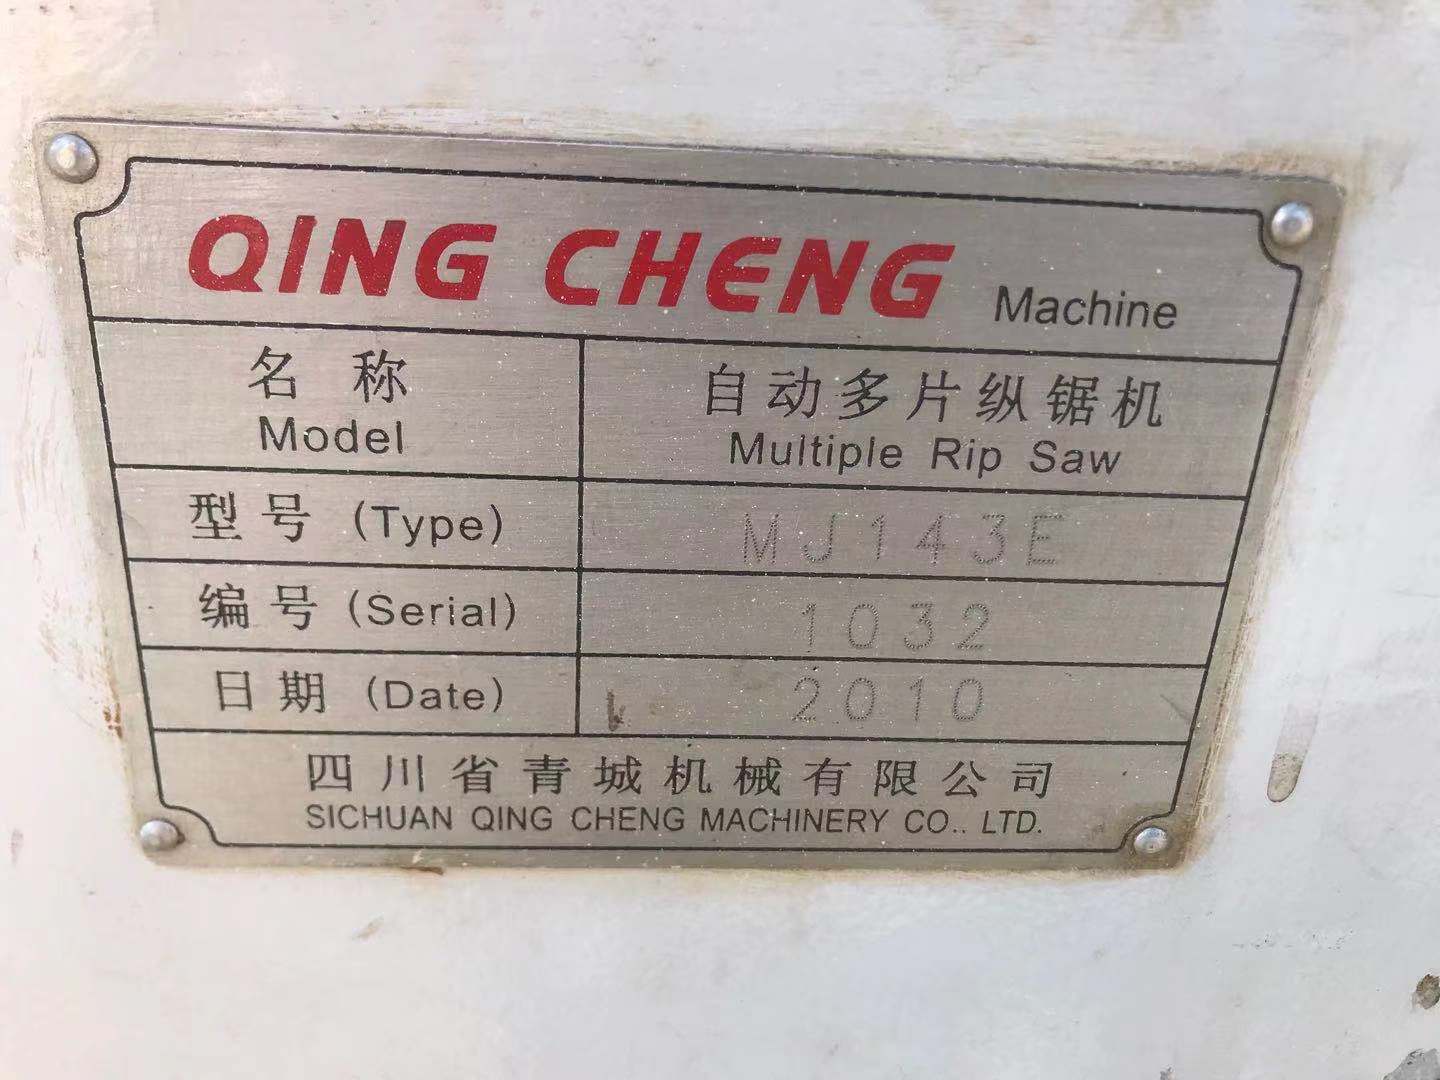 QING CHENG Machine
名称 自动多片纵锯机
Model Multiple Rip Saw
型号 (Type) MJ143E
编号 (Serial) 1032
日期 (Date) 2010
四川省青城机械有限公司
SICHUAN QING CHENG MACHINERY CO.. LTD.